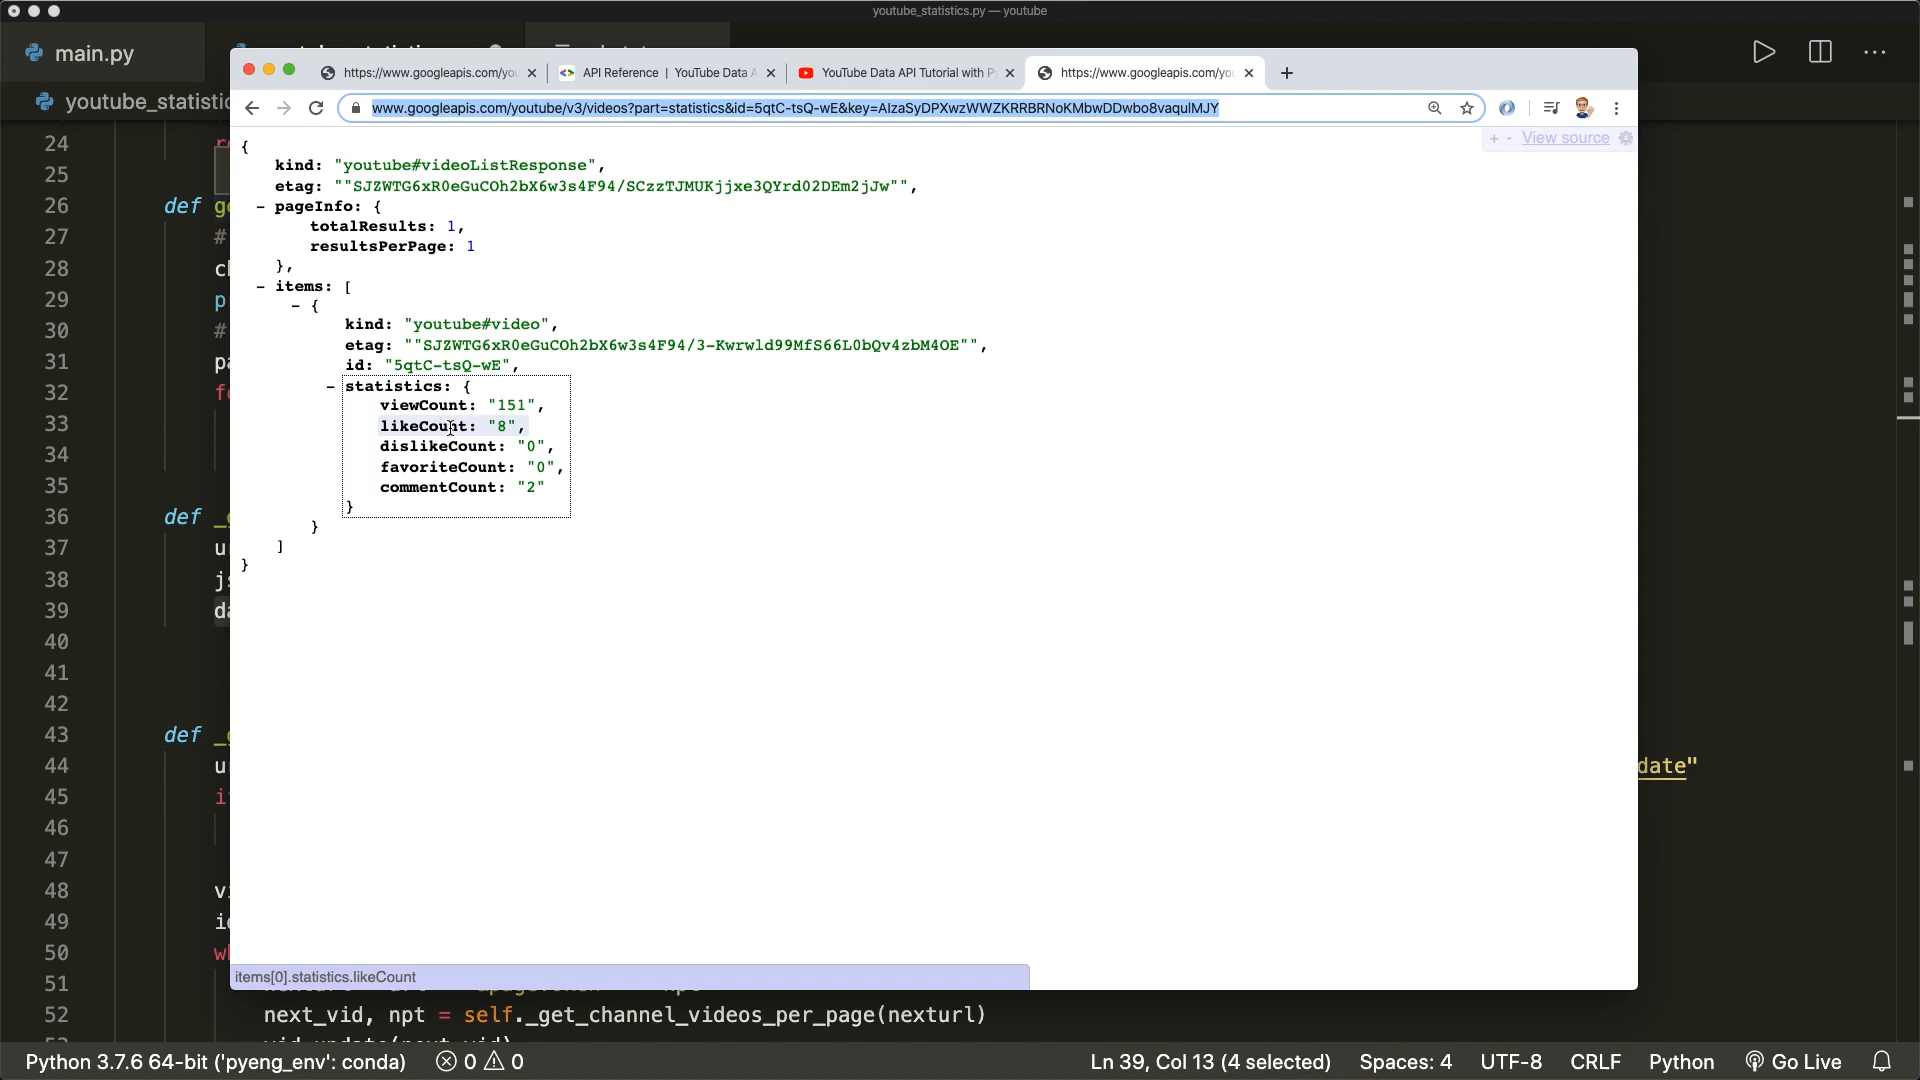 youtube_statistics.py — youtube
main.py
https://www.googleapis.com/yo
API Reference | YouTube Data A
YouTube Data API Tutorial with P
https://www.googleapis.com/yo
youtube_statistic
www.googleapis.com/youtube/v3/videos?part=statistics&id=5qtC-tsQ-wE&key=AIzaSyDPXwzWWZKRRBRNoKMbwDDwbo8vaquIMJY
+ - View source
{
kind: "youtube#videoListResponse",
etag: ""SJZWTG6xR0eGuCOh2bX6w3s4F94/SCzzTJMUKjjxe3QYrd02DEm2jJw"",
- pageInfo: {
totalResults: 1,
resultsPerPage: 1
},
- items: [
- {
kind: "youtube#video",
etag: ""SJZWTG6xR0eGuCOh2bX6w3s4F94/3-Kwrwld99MfS66L0bQv4zbM4OE"",
id: "5qtC-tsQ-wE",
- statistics: {
viewCount: "151",
likeCount: "8",
dislikeCount: "0",
favoriteCount: "0",
commentCount: "2"
}
}
]
}
items[0].statistics.likeCount
24
25
26 def g
27 #
28 c
29 p
30 #
31 pa
32 f
33
34
35
36 def _
37 u
38 j
39 da
40
41
42
43 def _
44 u date"
45 i
46
47
48 v
49 i
50 w
51
52 next_vid, npt = self._get_channel_videos_per_page(nexturl)
Python 3.7.6 64-bit ('pyeng_env': conda) 0 0 Ln 39, Col 13 (4 selected) Spaces: 4 UTF-8 CRLF Python Go Live